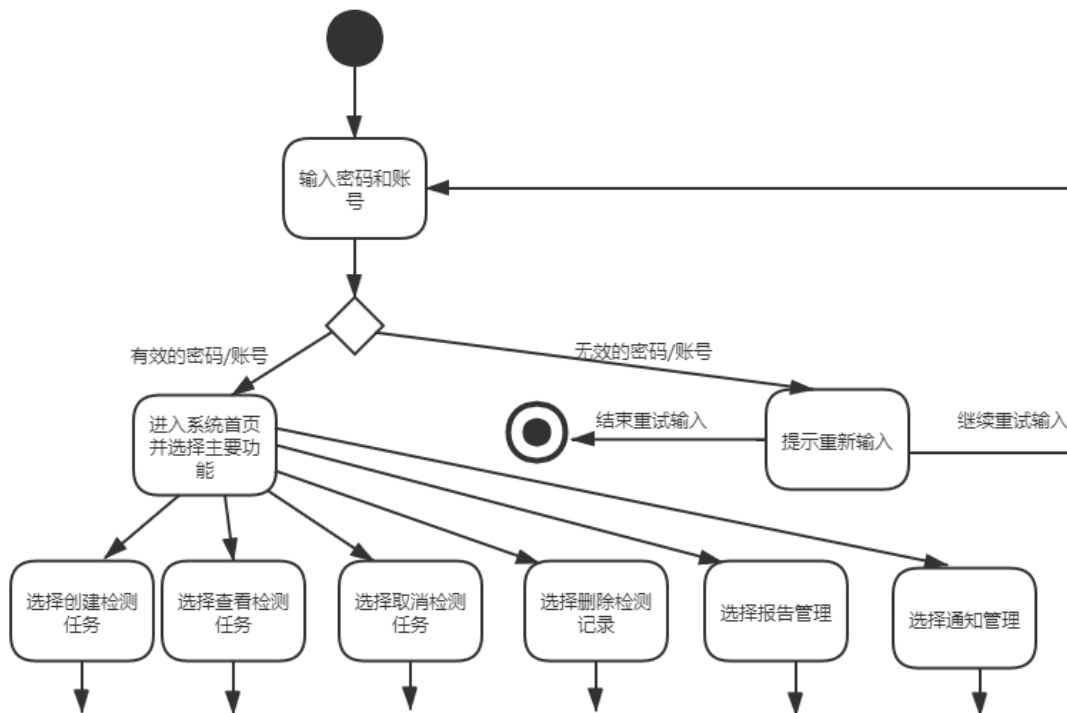 输入密码和账
号
有效的密码/账号
无效的密码/账号
进入系统首页
并选择主要功
能
结束重试输入
提示重新输入
继续重试输入
选择创建检测
任务
选择查看检测
任务
选择取消检测
任务
选择删除检测
记录
选择报告管理
选择通知管理